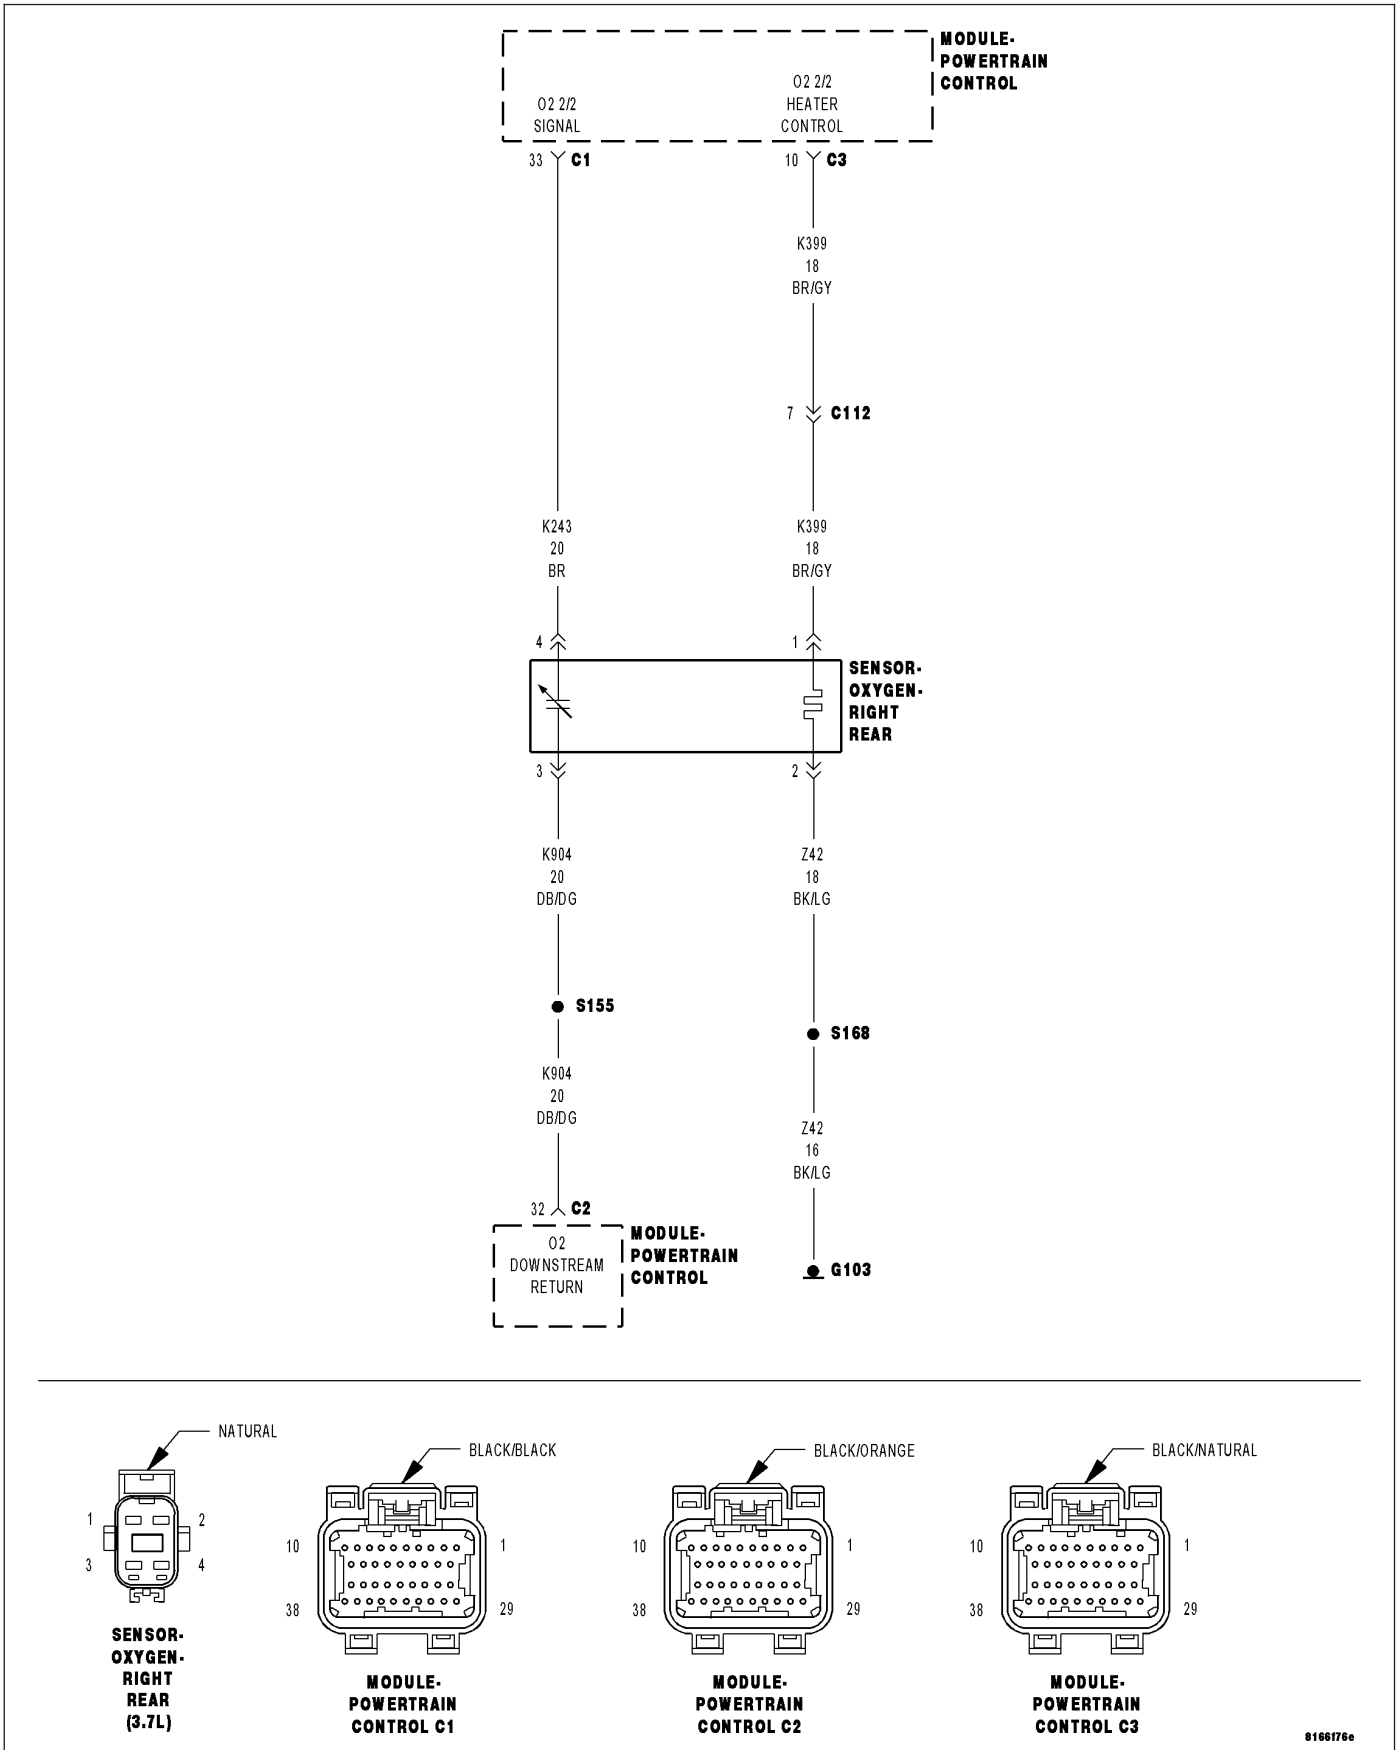 MODULE-
POWERTRAIN
CONTROL
O2 2/2
SIGNAL
O2 2/2
HEATER
CONTROL
33 C1
10 C3
K399
18
BR/GY
7 C112
K243
20
BR
K399
18
BR/GY
4
1
SENSOR-
OXYGEN-
RIGHT
REAR
3
2
K904
20
DB/DG
Z42
18
BK/LG
S155
S168
K904
20
DB/DG
Z42
16
BK/LG
32 C2
MODULE-
POWERTRAIN
CONTROL
O2
DOWNSTREAM
RETURN
G103
NATURAL
1
2
3
4
SENSOR-
OXYGEN-
RIGHT
REAR
(3.7L)
BLACK/BLACK
10
1
38
29
MODULE-
POWERTRAIN
CONTROL C1
BLACK/ORANGE
10
1
38
29
MODULE-
POWERTRAIN
CONTROL C2
BLACK/NATURAL
10
1
38
29
MODULE-
POWERTRAIN
CONTROL C3
8166176e